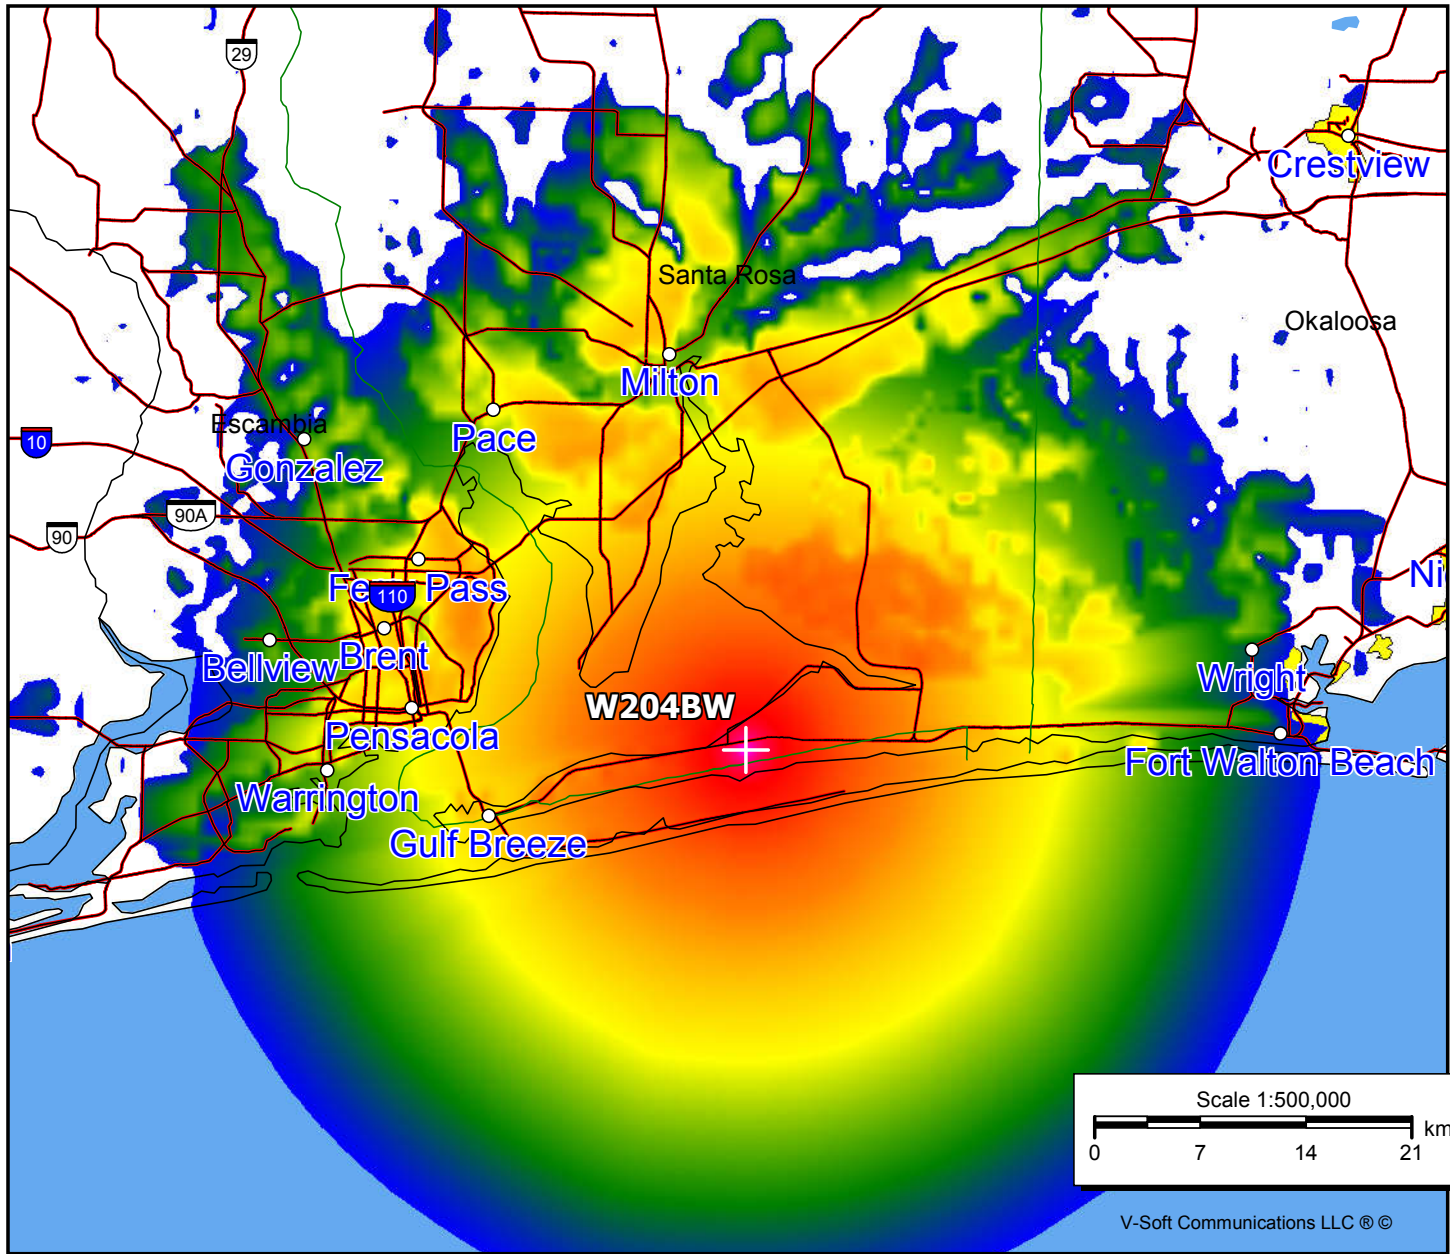 29
Crestview
Santa Rosa
Okaloosa
Milton
Escambia
Pace
10
Gonzalez
90A
90
Ni
Pass
110
Brent
Bellview
Wright
W204BW
Pensacola
Fort Walton Beach
Warrington
Gulf Breeze
Scale 1:500,000
km
0 7 14 21
V-Soft Communications LLC ® ©